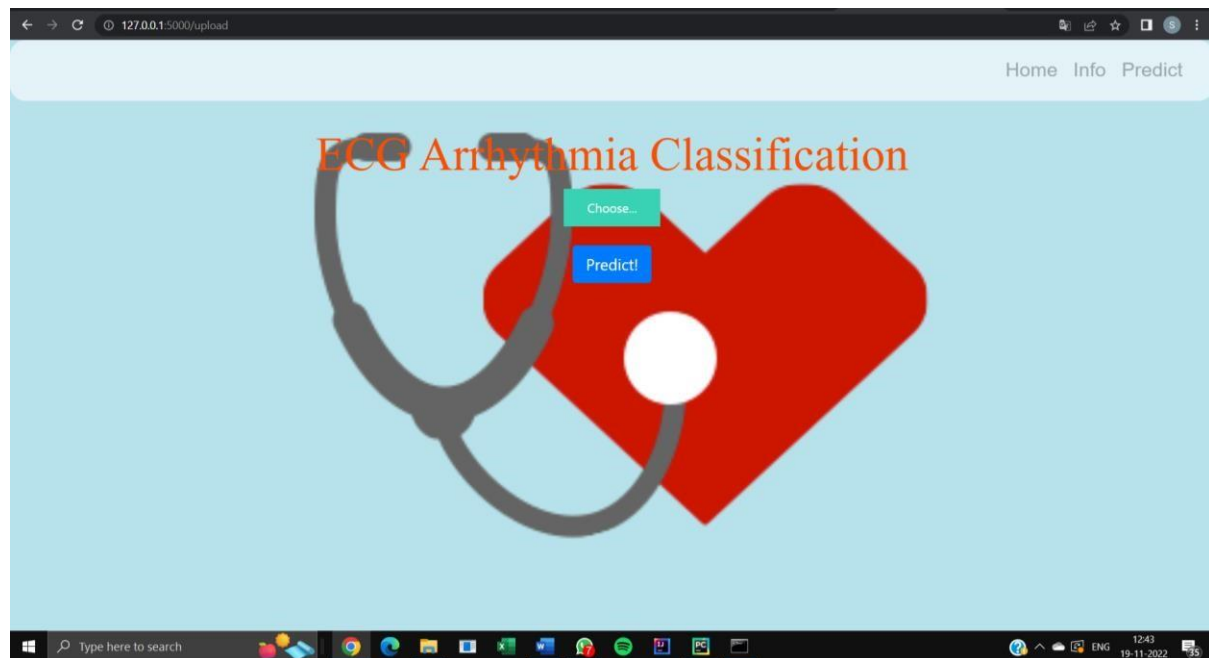 127.0.0.1:5000/upload
S
Home Info Predict
ECG Arrhythmia Classification
Choose...
Predict!
Type here to search
ENG
12:43
19-11-2022
35